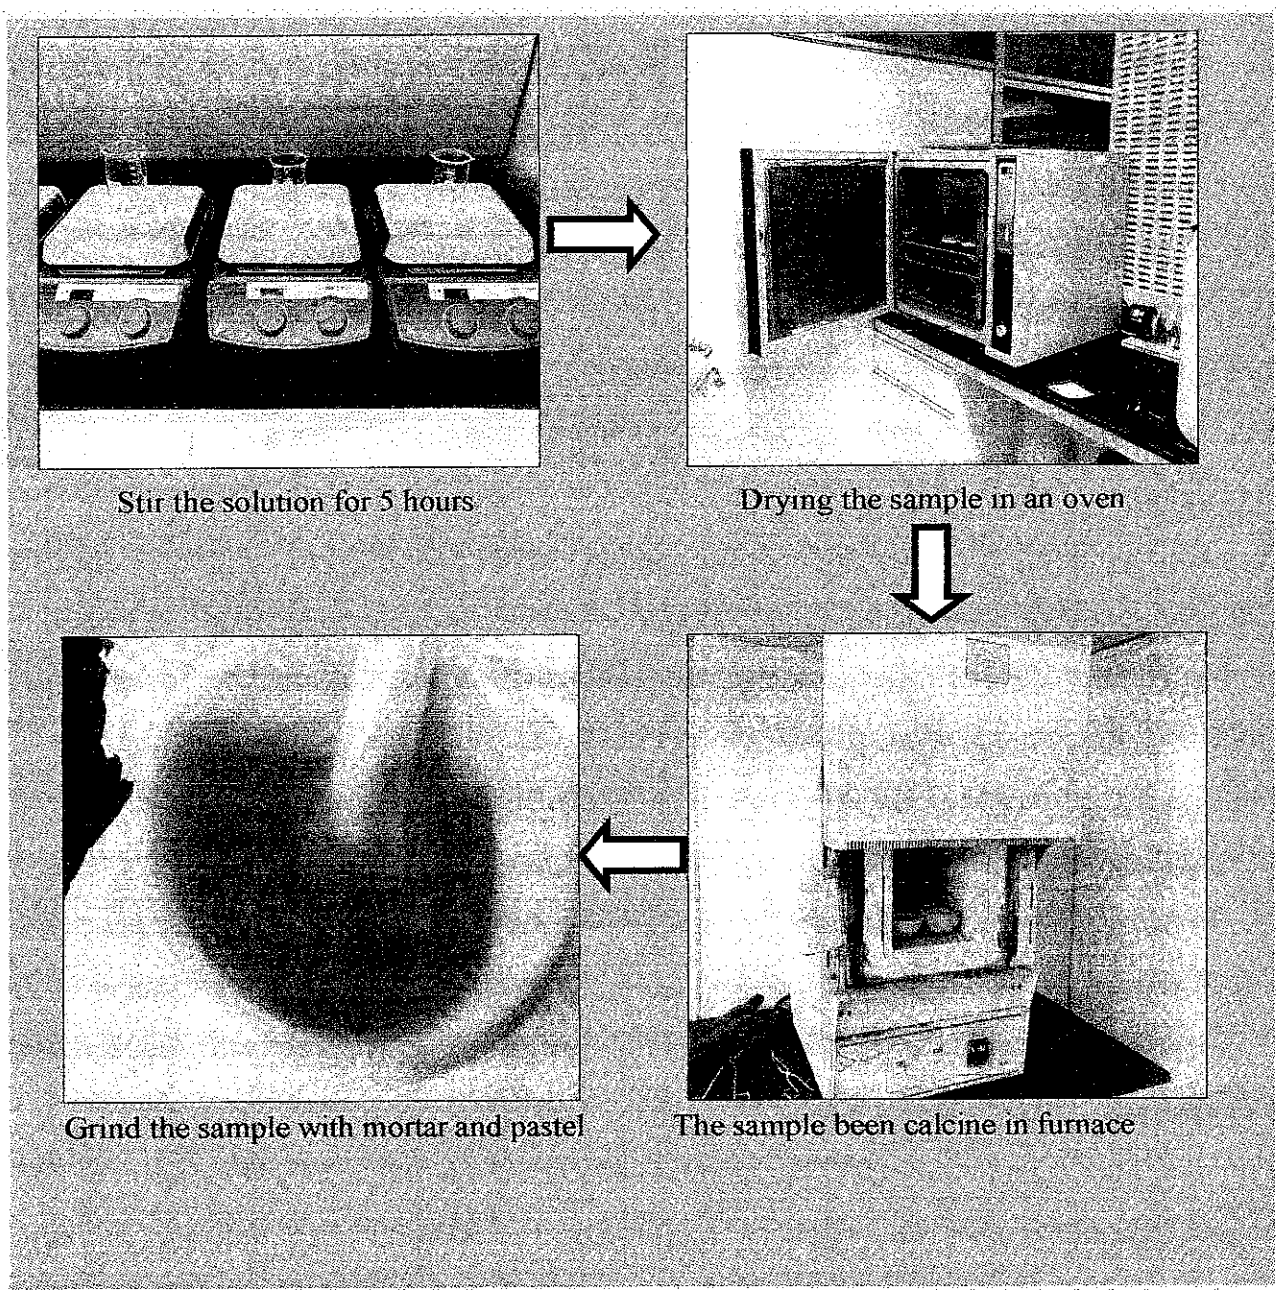 Stir the solution for 5 hours
Drying the sample in an oven
Grind the sample with mortar and pastel
The sample been calcine in furnace